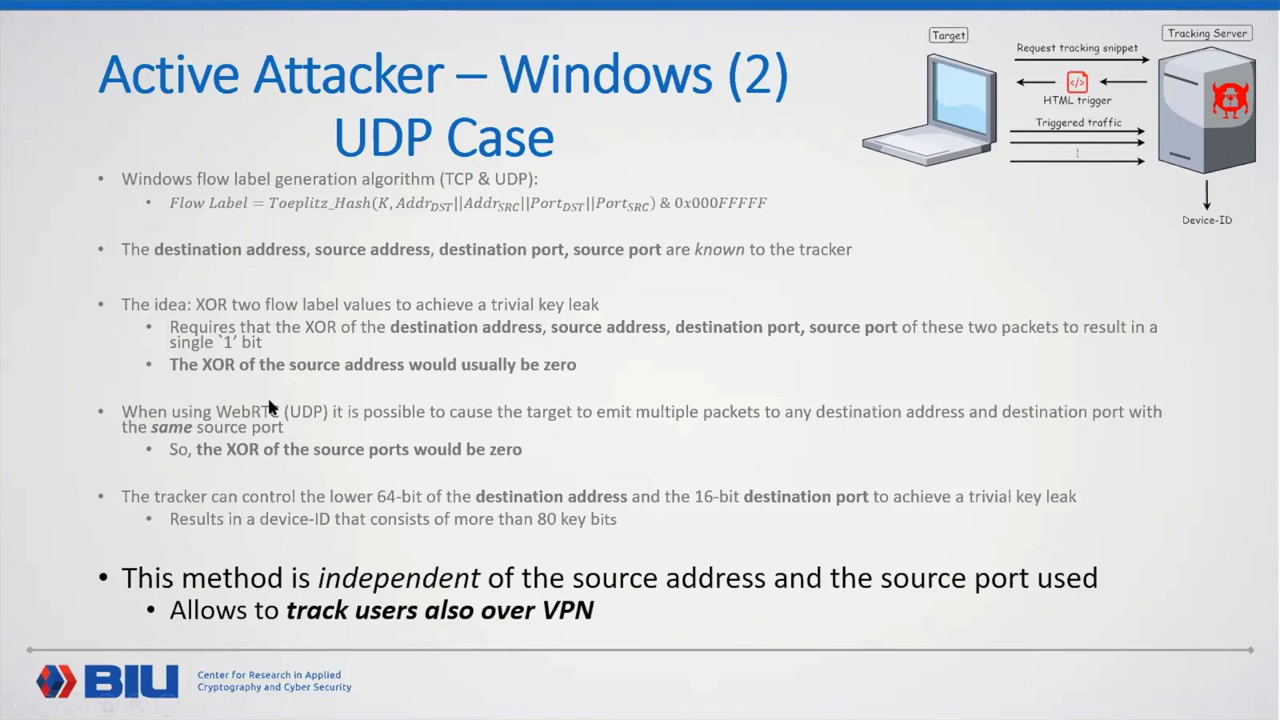 Active Attacker – Windows (2)
UDP Case
Target
Tracking Server
Request tracking snippet
</>
HTML trigger
Triggered traffic
⋮
Device-ID
• Windows flow label generation algorithm (TCP & UDP):
• Flow Label = Toeplitz_Hash(K, Addr_DST||Addr_SRC||Port_DST||Port_SRC) & 0x000FFFFF
• The destination address, source address, destination port, source port are known to the tracker
• The idea: XOR two flow label values to achieve a trivial key leak
• Requires that the XOR of the destination address, source address, destination port, source port of these two packets to result in a
single `1' bit
• The XOR of the source address would usually be zero
• When using WebRTC (UDP) it is possible to cause the target to emit multiple packets to any destination address and destination port with
the same source port
• So, the XOR of the source ports would be zero
• The tracker can control the lower 64-bit of the destination address and the 16-bit destination port to achieve a trivial key leak
• Results in a device-ID that consists of more than 80 key bits
• This method is independent of the source address and the source port used
• Allows to track users also over VPN
BIU
Center for Research in Applied
Cryptography and Cyber Security